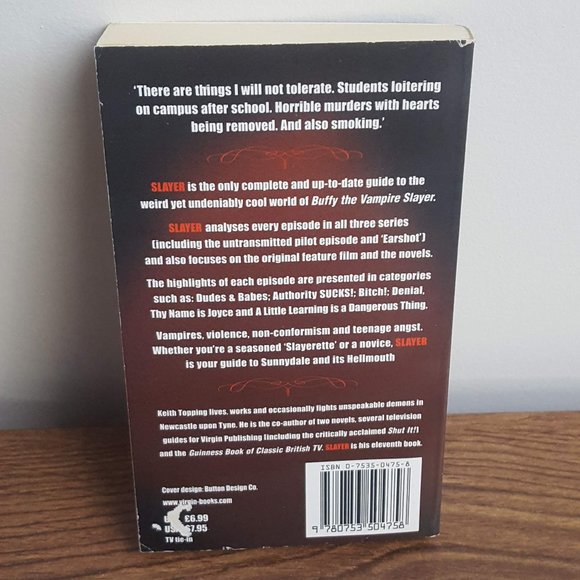 ‘There are things I will not tolerate. Students loitering
on campus after school. Horrible murders with hearts
being removed. And also smoking.’
SLAYER is the only complete and up-to-date guide to the
weird yet undeniably cool world of Buffy the Vampire Slayer.
SLAYER analyses every episode in all three series
(including the untransmitted pilot episode and ‘Earshot’)
and also focuses on the original feature film and the novels.
The highlights of each episode are presented in categories
such as: Dudes & Babes; Authority SUCKS!; Bitch!; Denial,
Thy Name is Joyce and A Little Learning is a Dangerous Thing.
Vampires, violence, non-conformism and teenage angst.
Whether you’re a seasoned ‘Slayerette’ or a novice, SLAYER
is your guide to Sunnydale and its Hellmouth
Keith Topping lives, works and occasionally fights unspeakable demons in
Newcastle upon Tyne. He is the co-author of two novels, several television
guides for Virgin Publishing (including the critically acclaimed Shut It!)
and the Guinness Book of Classic British TV. SLAYER is his eleventh book.
ISBN 0-7535-0475-8
9 780753 504758
Cover design: Button Design Co.
www.virgin-books.com
£6.99
7.95
TV tie-in